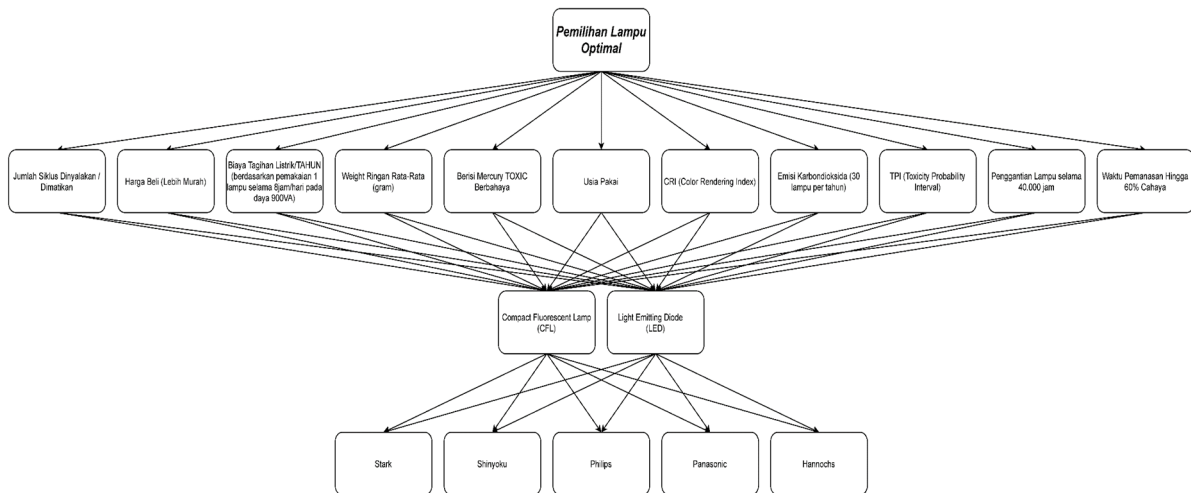 Pemilihan Lampu
Optimal
Jumlah Siklus Dinyalakan /
Dimatikan
Harga Beli (Lebih Murah)
Biaya Tagihan Listrik/TAHUN
(berdasarkan pemakaian 1
lampu selama 8jam/hari pada
daya 900VA)
Weight Ringan Rata-Rata
(gram)
Berisi Mercury TOXIC
Berbahaya
Usia Pakai
CRI (Color Rendering Index)
Emisi Karbondioksida (30
lampu per tahun)
TPI (Toxicity Probability
Interval)
Penggantian Lampu selama
40.000 jam
Waktu Pemanasan Hingga
60% Cahaya
Compact Fluorescent Lamp
(CFL)
Light Emitting Diode
(LED)
Stark
Shinyoku
Philips
Panasonic
Hannochs